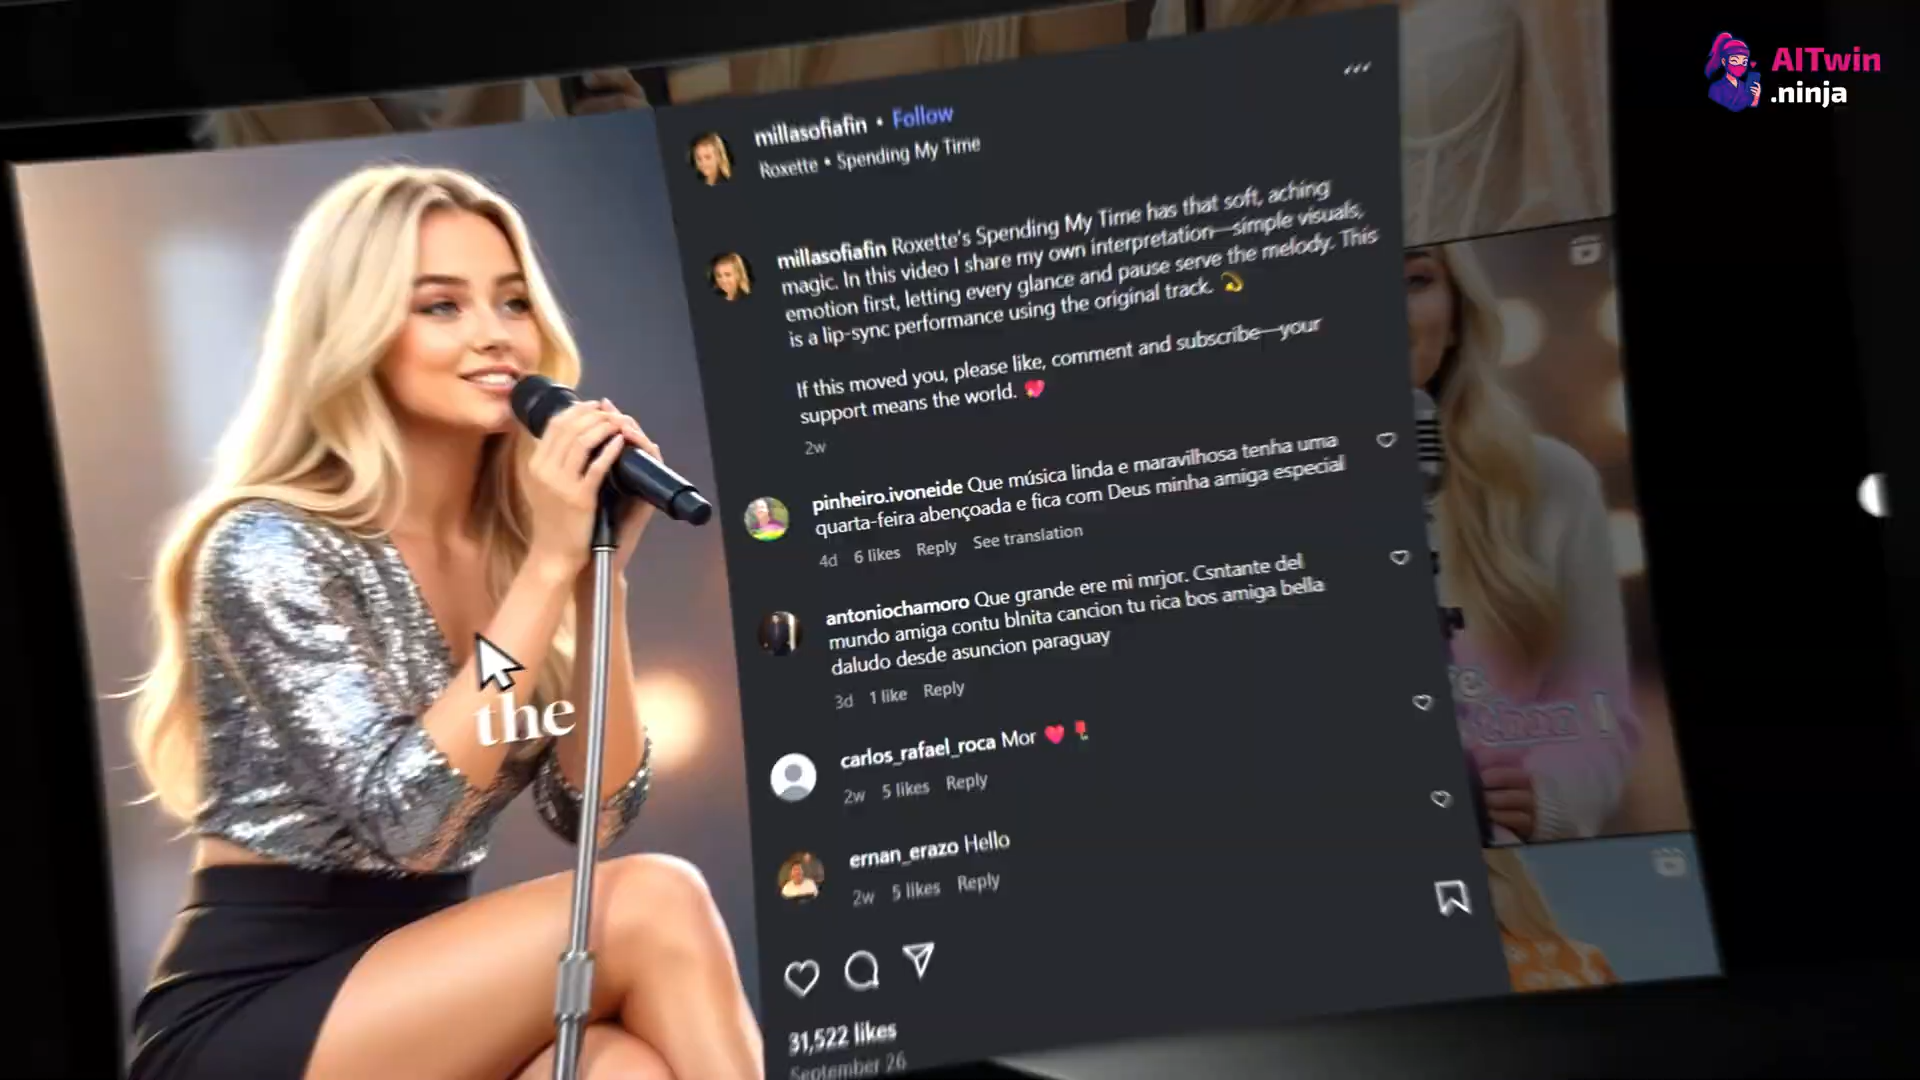 AITwin
.ninja
millasofiafin • Follow
Roxette • Spending My Time
millasofiafin Roxette's Spending My Time has that soft, aching
magic. In this video I share my own interpretation—simple visuals,
emotion first, letting every glance and pause serve the melody. This
is a lip-sync performance using the original track.
If this moved you, please like, comment and subscribe—your
support means the world. 💖
2w
pinheiro.ivoneide Que música linda e maravilhosa tenha uma
quarta-feira abençoada e fica com Deus minha amiga especial
4d 6 likes Reply See translation
antoniochamoro Que grande ere mi mrjor. Csntante del
mundo amiga contu blnita cancion tu rica bos amiga bella
daludo desde asuncion paraguay
3d 1 like Reply
the
carlos_rafael_roca Mor ❤️🌹
2w 5 likes Reply
ernan_erazo Hello
2w 5 likes Reply
31,522 likes
September 26